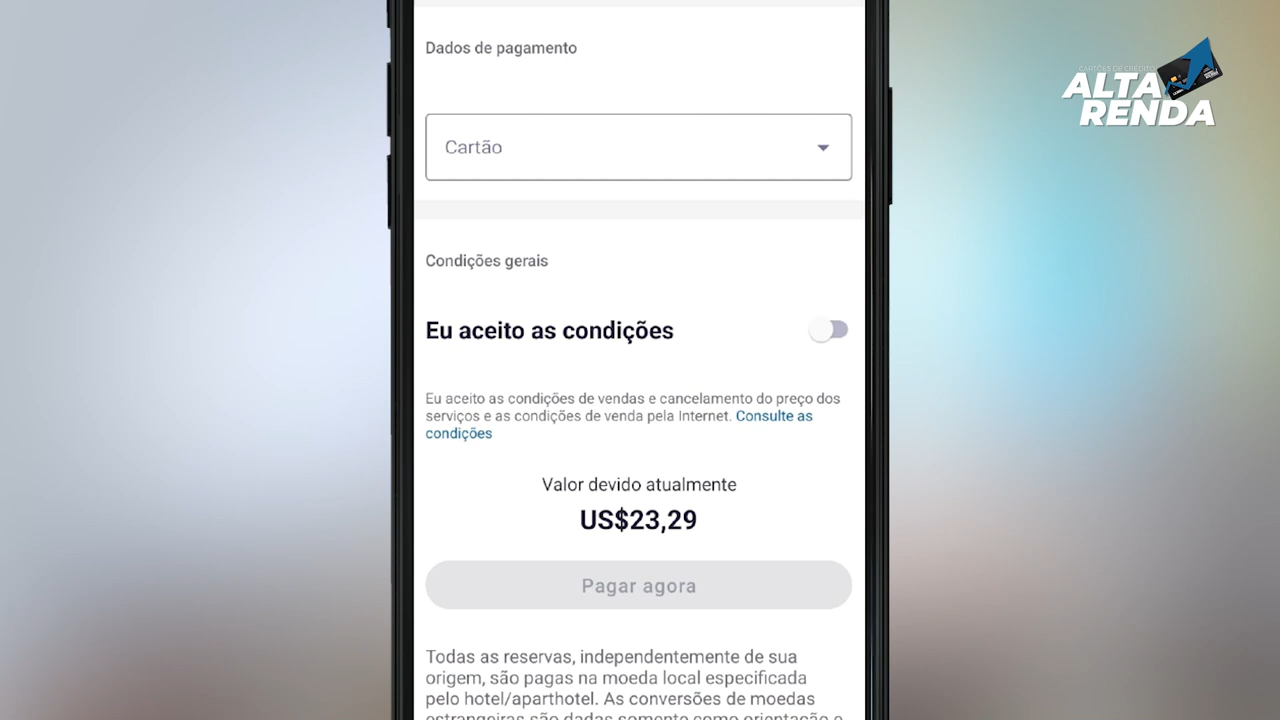 Dados de pagamento
CARTÕES DE CRÉDITO
ALTA
RENDA
Cartão
Condições gerais
Eu aceito as condições
Eu aceito as condições de vendas e cancelamento do preço dos
serviços e as condições de venda pela Internet. Consulte as
condições
Valor devido atualmente
US$23,29
Pagar agora
Todas as reservas, independentemente de sua
origem, são pagas na moeda local especificada
pelo hotel/aparthotel. As conversões de moedas
estrangeiras são dadas somente como orientação e